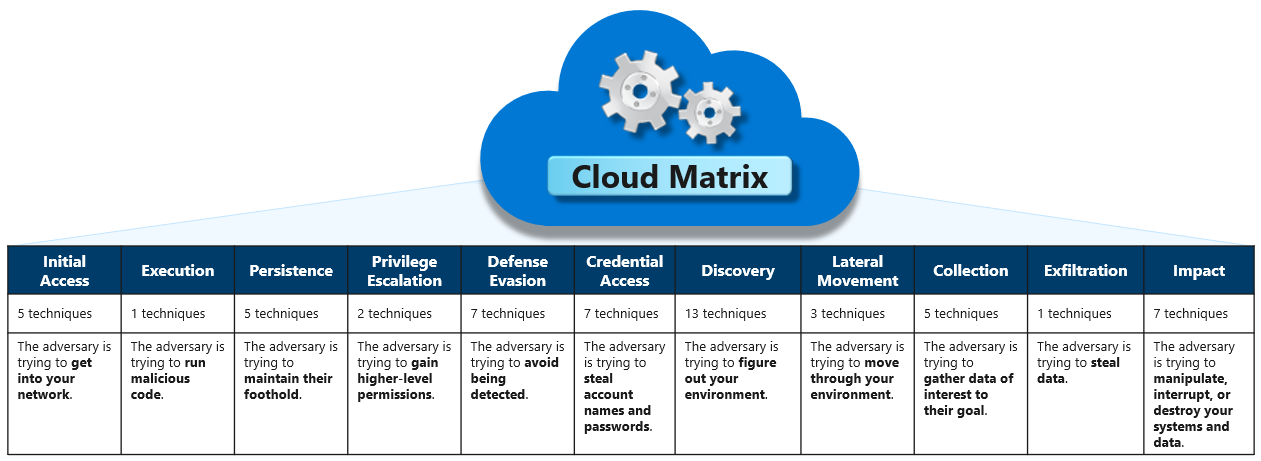 Cloud Matrix
Initial
Access
Execution
Persistence
Privilege
Escalation
Defense
Evasion
Credential
Access
Discovery
Lateral
Movement
Collection
Exfiltration
Impact
5 techniques
1 techniques
5 techniques
2 techniques
7 techniques
7 techniques
13 techniques
3 techniques
5 techniques
1 techniques
7 techniques
The adversary is
trying to get
into your
network.
The adversary is
trying to run
malicious
code.
The adversary is
trying to
maintain their
foothold.
The adversary is
trying to gain
higher-level
permissions.
The adversary is
trying to avoid
being
detected.
The adversary
is trying to
steal
account
names and
passwords.
The adversary is
trying to figure
out your
environment.
The adversary is
trying to move
through your
environment.
The adversary is
trying to
gather data of
interest to
their goal.
The adversary is
trying to steal
data.
The adversary
is trying to
manipulate,
interrupt, or
destroy your
systems and
data.